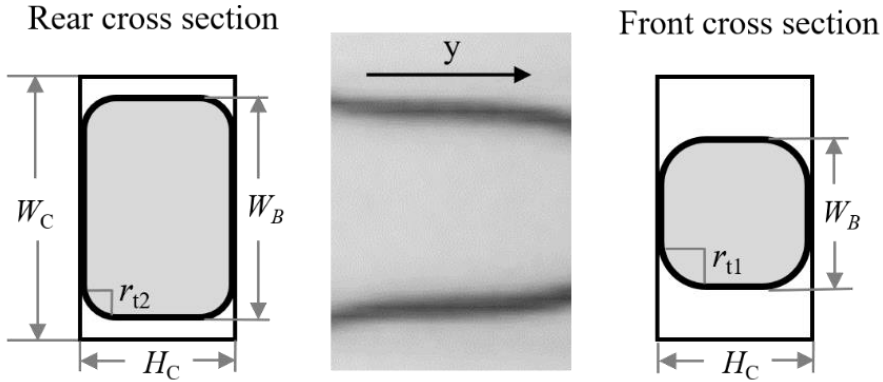 Rear cross section
y
Front cross section
W_C
W_B
r_t2
H_C
W_B
r_t1
H_C